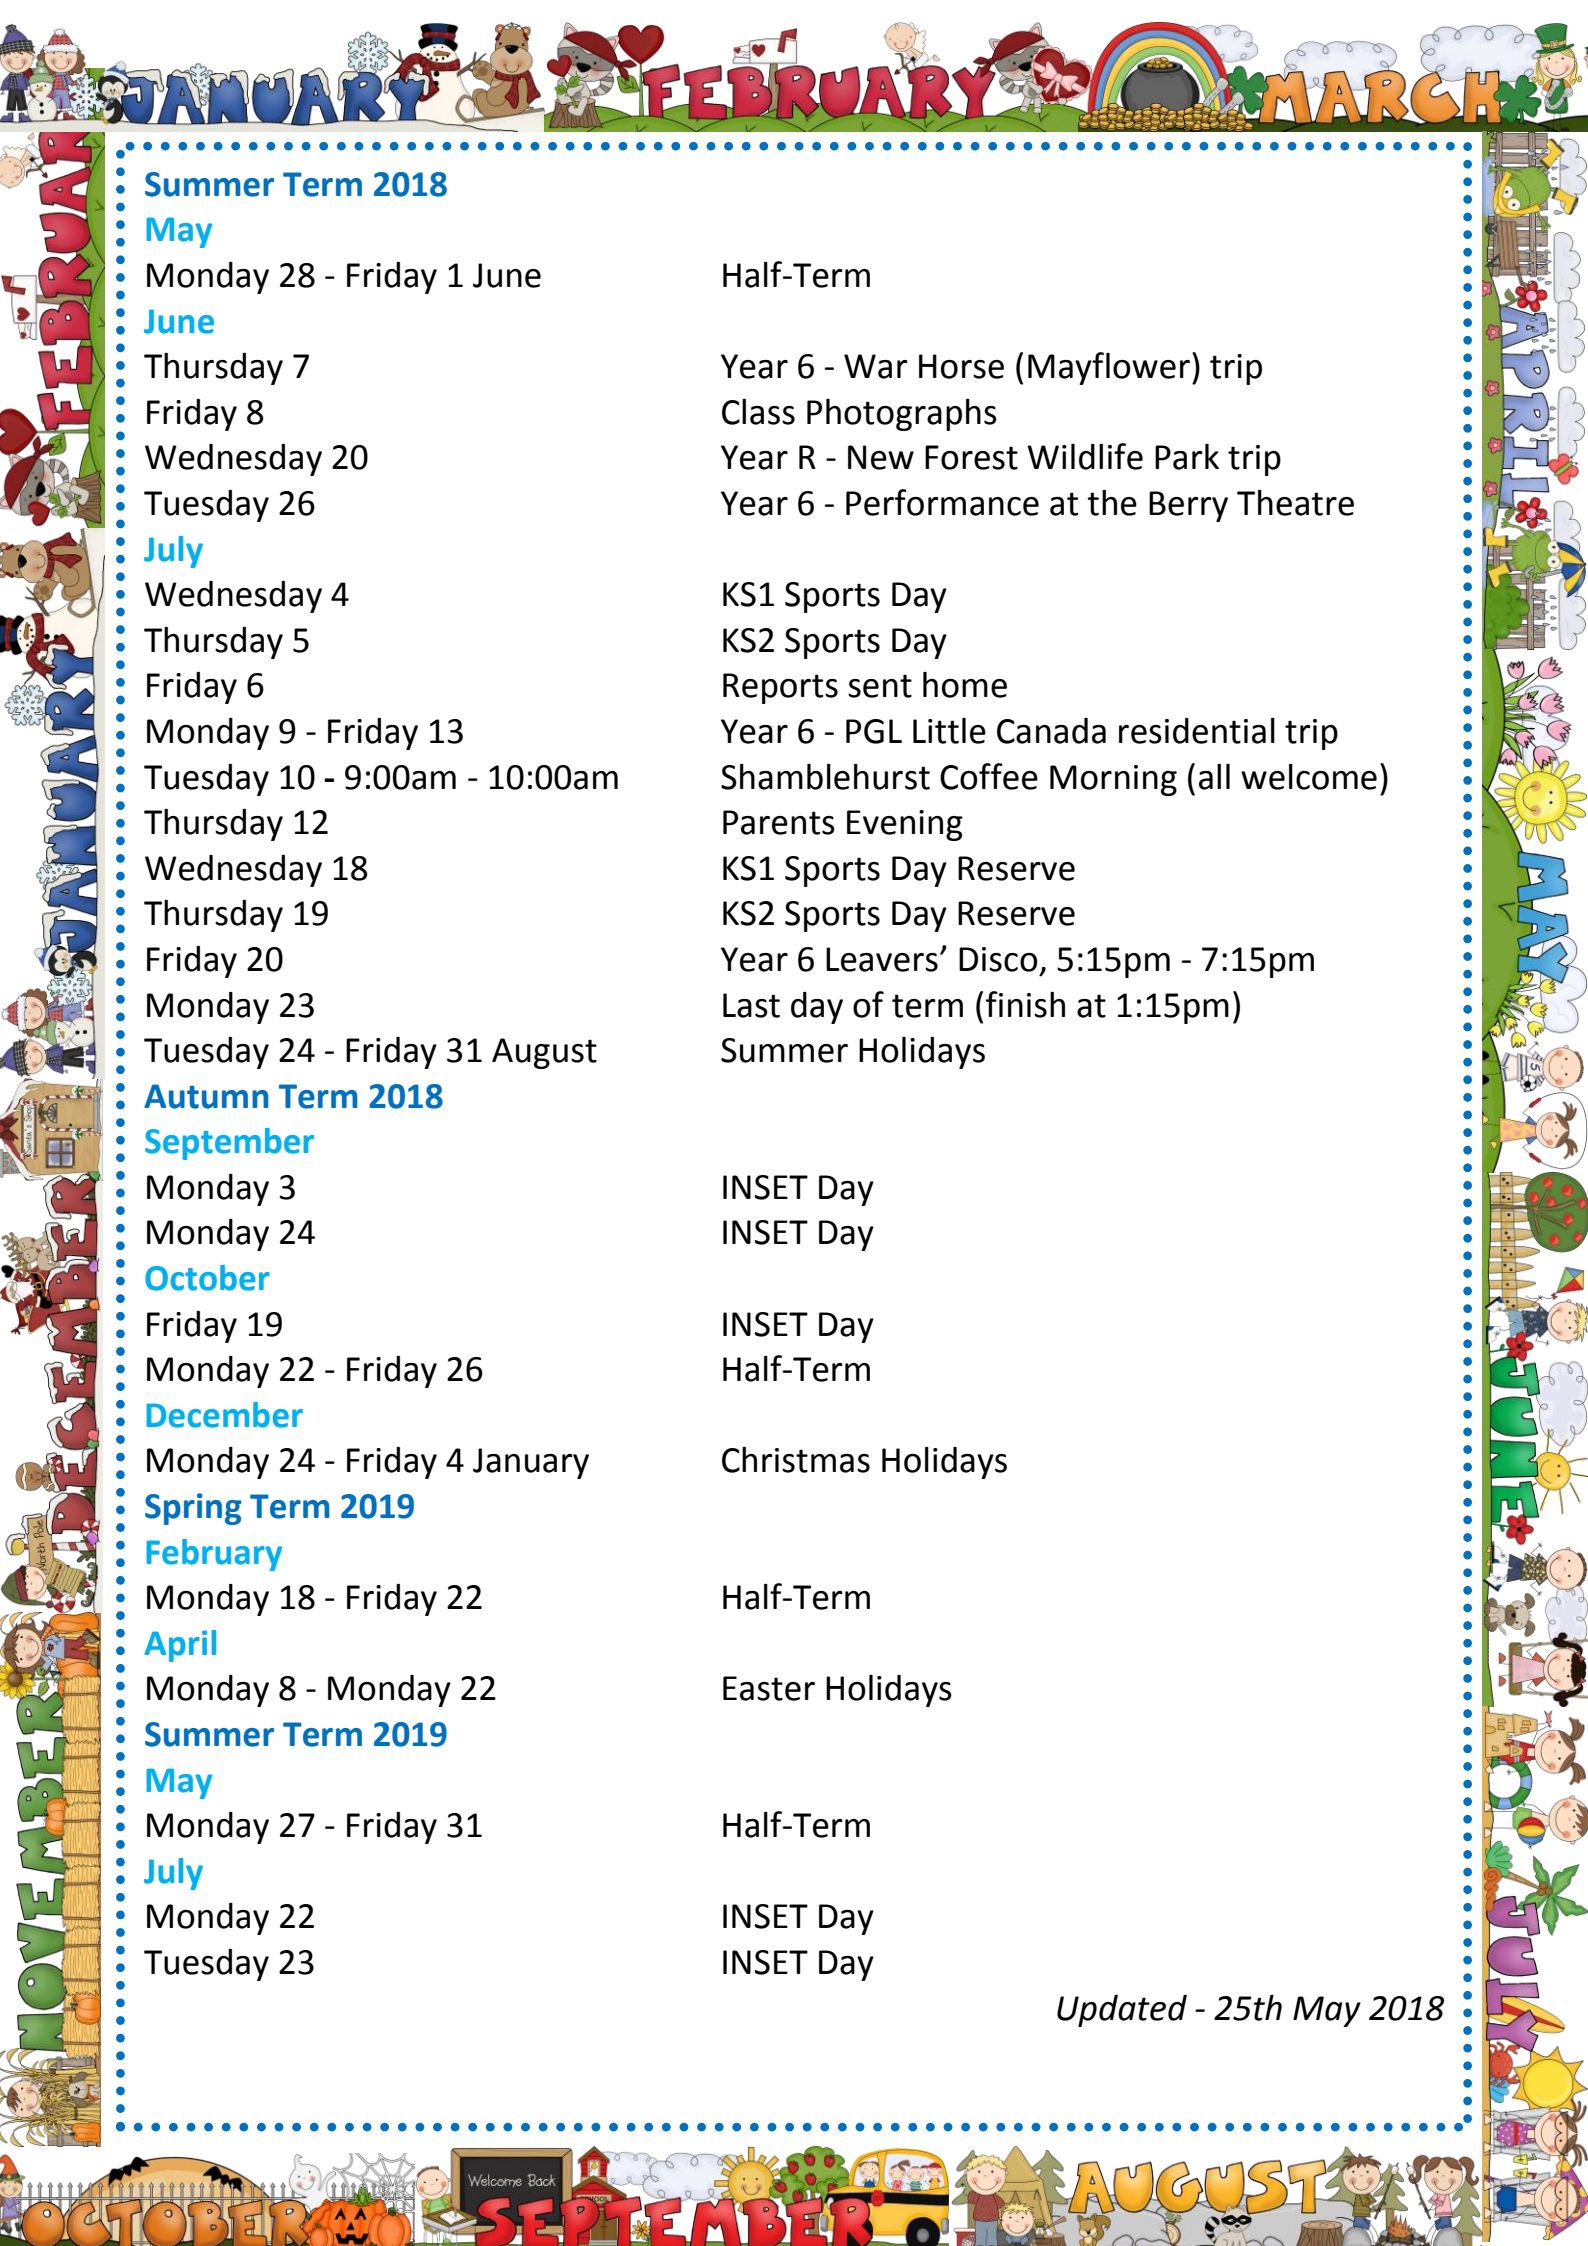 JANUARY FEBRUARY MARCH
Summer Term 2018
May
Monday 28 - Friday 1 June Half-Term
June
Thursday 7 Year 6 - War Horse (Mayflower) trip
Friday 8 Class Photographs
Wednesday 20 Year R - New Forest Wildlife Park trip
Tuesday 26 Year 6 - Performance at the Berry Theatre
July
Wednesday 4 KS1 Sports Day
Thursday 5 KS2 Sports Day
Friday 6 Reports sent home
Monday 9 - Friday 13 Year 6 - PGL Little Canada residential trip
Tuesday 10 - 9:00am - 10:00am Shamblehurst Coffee Morning (all welcome)
Thursday 12 Parents Evening
Wednesday 18 KS1 Sports Day Reserve
Thursday 19 KS2 Sports Day Reserve
Friday 20 Year 6 Leavers’ Disco, 5:15pm - 7:15pm
Monday 23 Last day of term (finish at 1:15pm)
Tuesday 24 - Friday 31 August Summer Holidays
Autumn Term 2018
September
Monday 3 INSET Day
Monday 24 INSET Day
October
Friday 19 INSET Day
Monday 22 - Friday 26 Half-Term
December
Monday 24 - Friday 4 January Christmas Holidays
Spring Term 2019
February
Monday 18 - Friday 22 Half-Term
April
Monday 8 - Monday 22 Easter Holidays
Summer Term 2019
May
Monday 27 - Friday 31 Half-Term
July
Monday 22 INSET Day
Tuesday 23 INSET Day
Updated - 25th May 2018
FEBRUAR
JANUARY
Santa's Shop
DECEMBER
North Pole
NOVEMBER
APRIL
MAY
5
JUNE
JULY
Welcome Back
SCHOOL
OCTOBER SEPTEMBER AUGUST